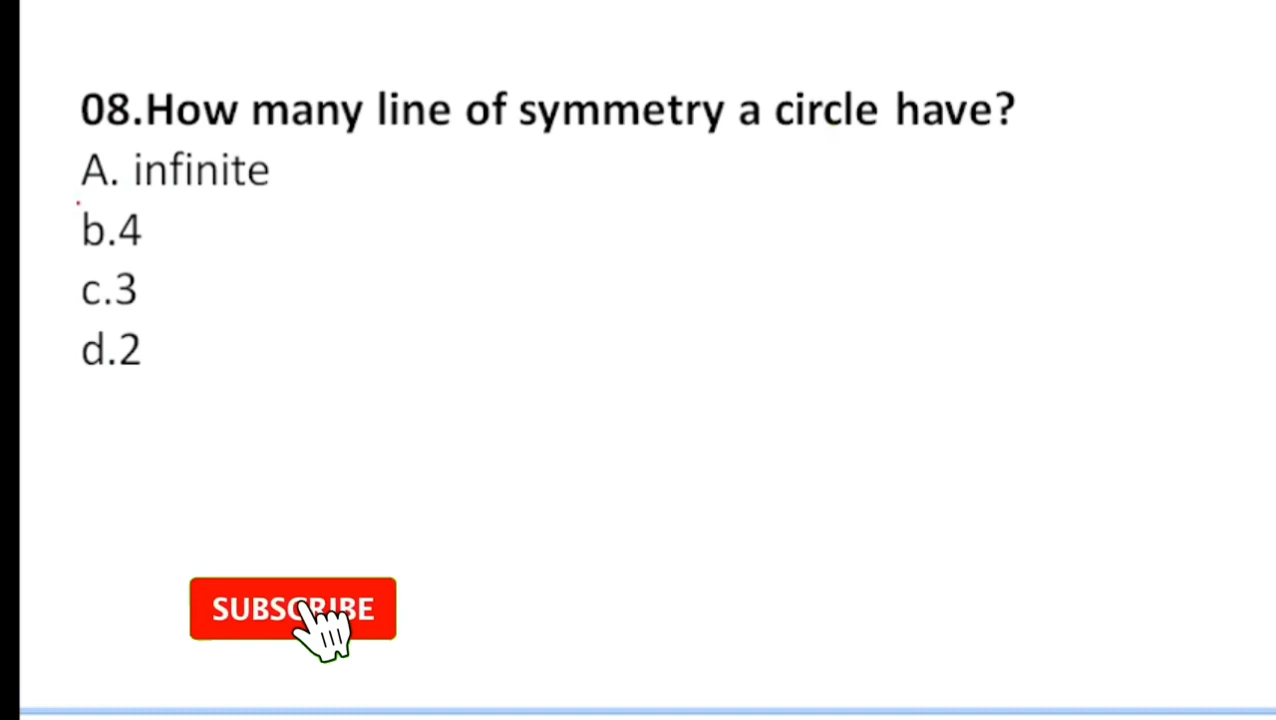 08.How many line of symmetry a circle have?
A. infinite
b.4
c.3
d.2
SUBSCRIBE